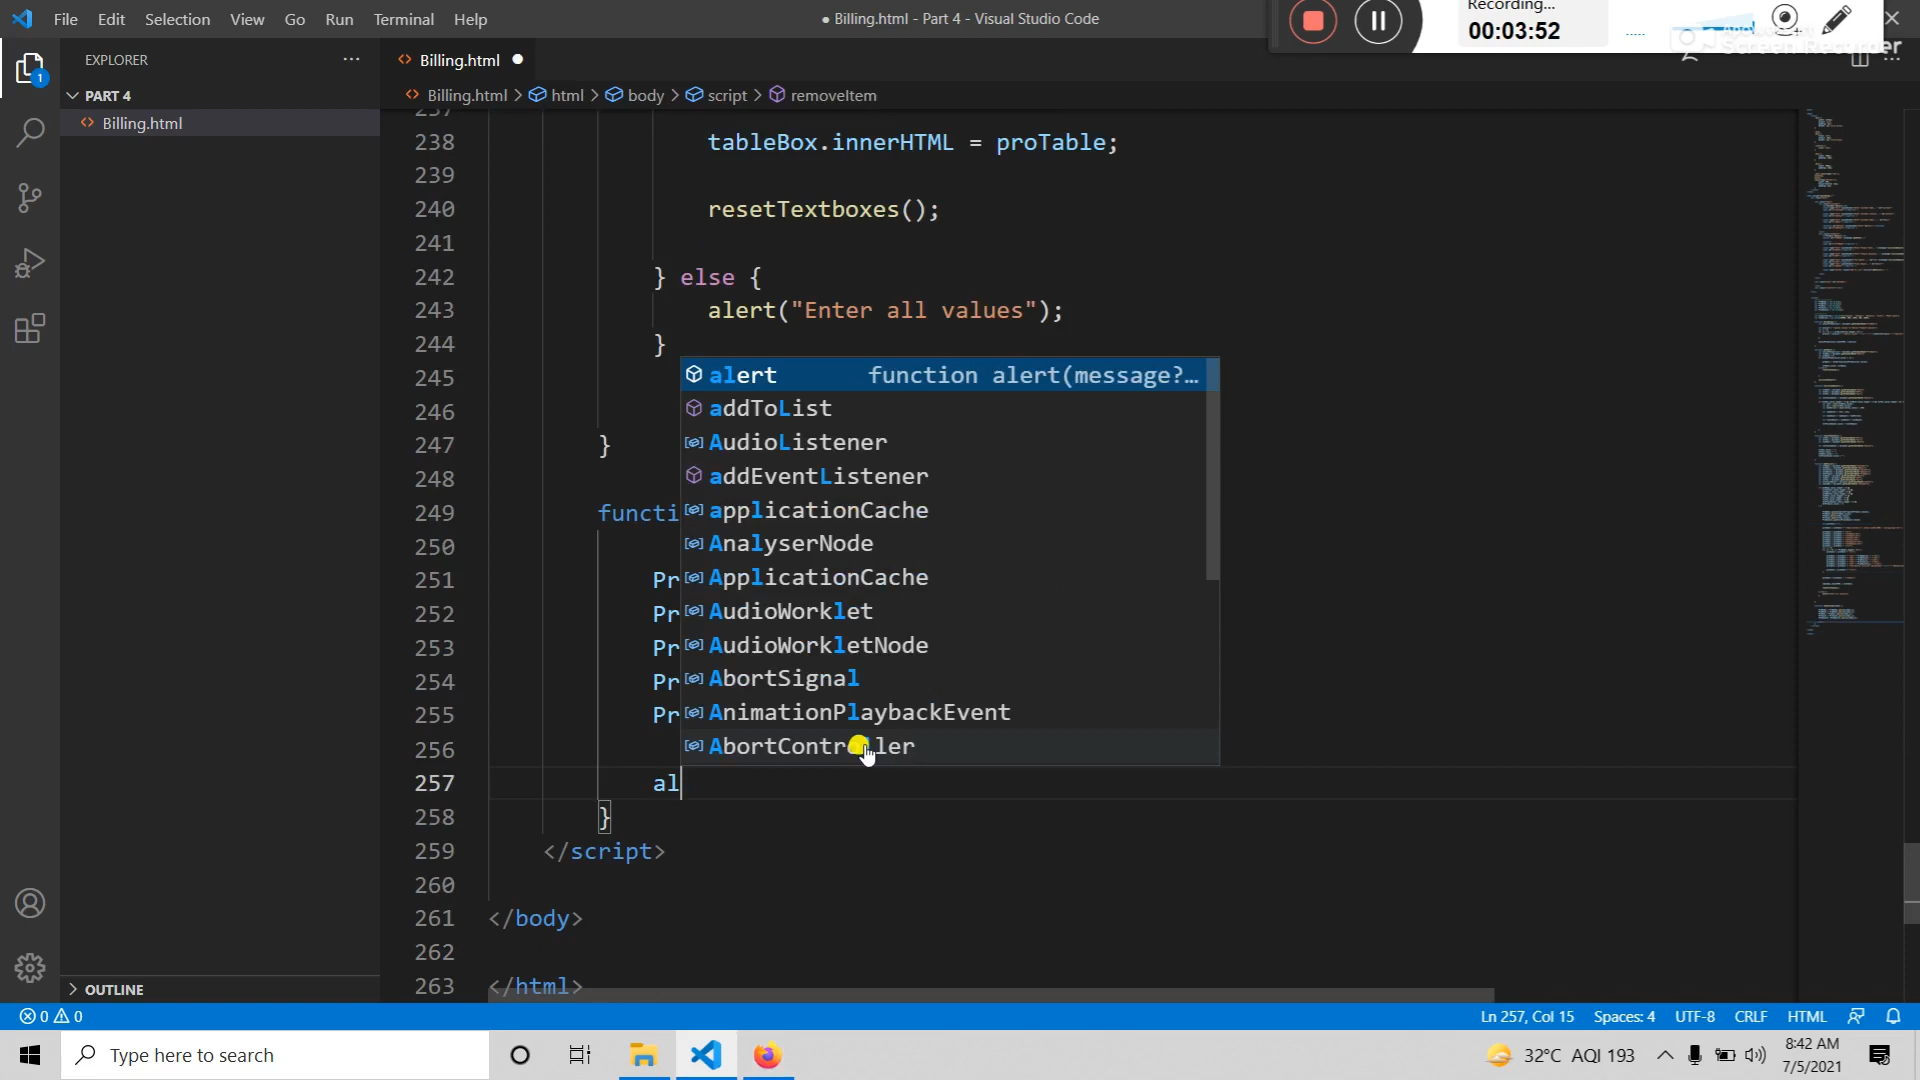 File Edit Selection View Go Run Terminal Help
● Billing.html - Part 4 - Visual Studio Code
Recording...
00:03:52
Screen Recorder
EXPLORER
PART 4
Billing.html
1
Billing.html
Billing.html > html > body > script > removeItem
237
238 tableBox.innerHTML = proTable;
239
240 resetTextboxes();
241
242 } else {
243 alert("Enter all values");
244 }
245
246
247 }
248
249 functi
250
251 Pr
252 Pr
253 Pr
254 Pr
255 Pr
256
257 al
258 }
259 </script>
260
261 </body>
262
263 </html>
alert function alert(message?...
addToList
AudioListener
addEventListener
applicationCache
AnalyserNode
ApplicationCache
AudioWorklet
AudioWorkletNode
AbortSignal
AnimationPlaybackEvent
AbortController
OUTLINE
0 0
Ln 257, Col 15 Spaces: 4 UTF-8 CRLF HTML
Type here to search
32°C AQI 193
8:42 AM
7/5/2021